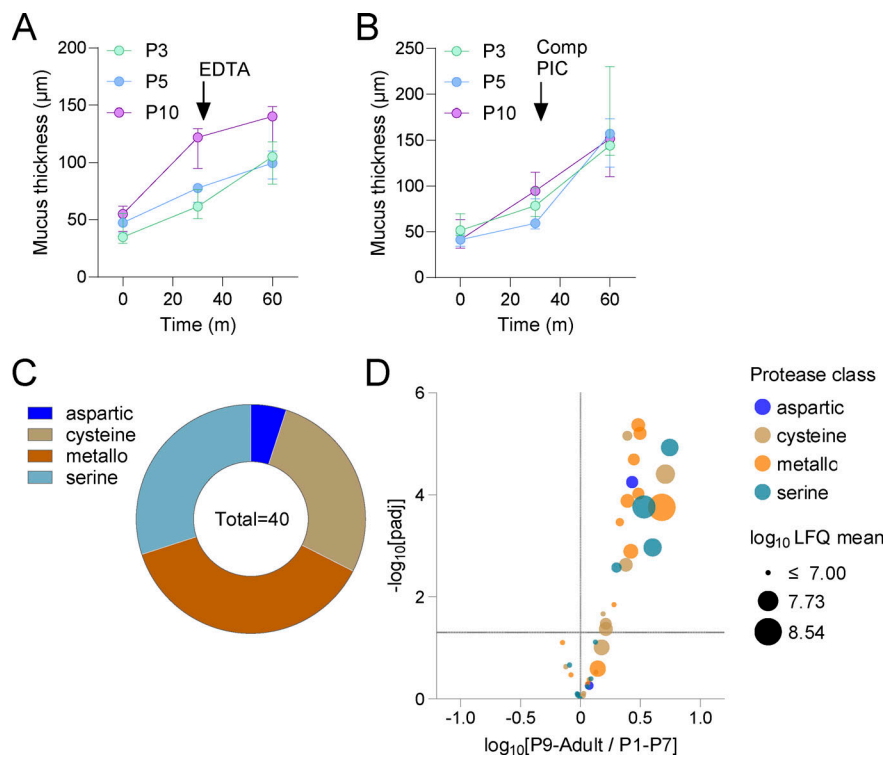 A
P3
P5
P10
EDTA
Mucus thickness (µm)
200
150
100
50
0
0 20 40 60
Time (m)
B
P3
P5
P10
Comp
PIC
Mucus thickness (µm)
250
200
150
100
50
0
0 20 40 60
Time (m)
C
aspartic
cysteine
metallo
serine
Total=40
D
-log10[padj]
6
4
2
0
-1.0 -0.5 0 0.5 1.0
log10[P9-Adult / P1-P7]
Protease class
aspartic
cysteine
metallo
serine
log10 LFQ mean
≤ 7.00
7.73
8.54